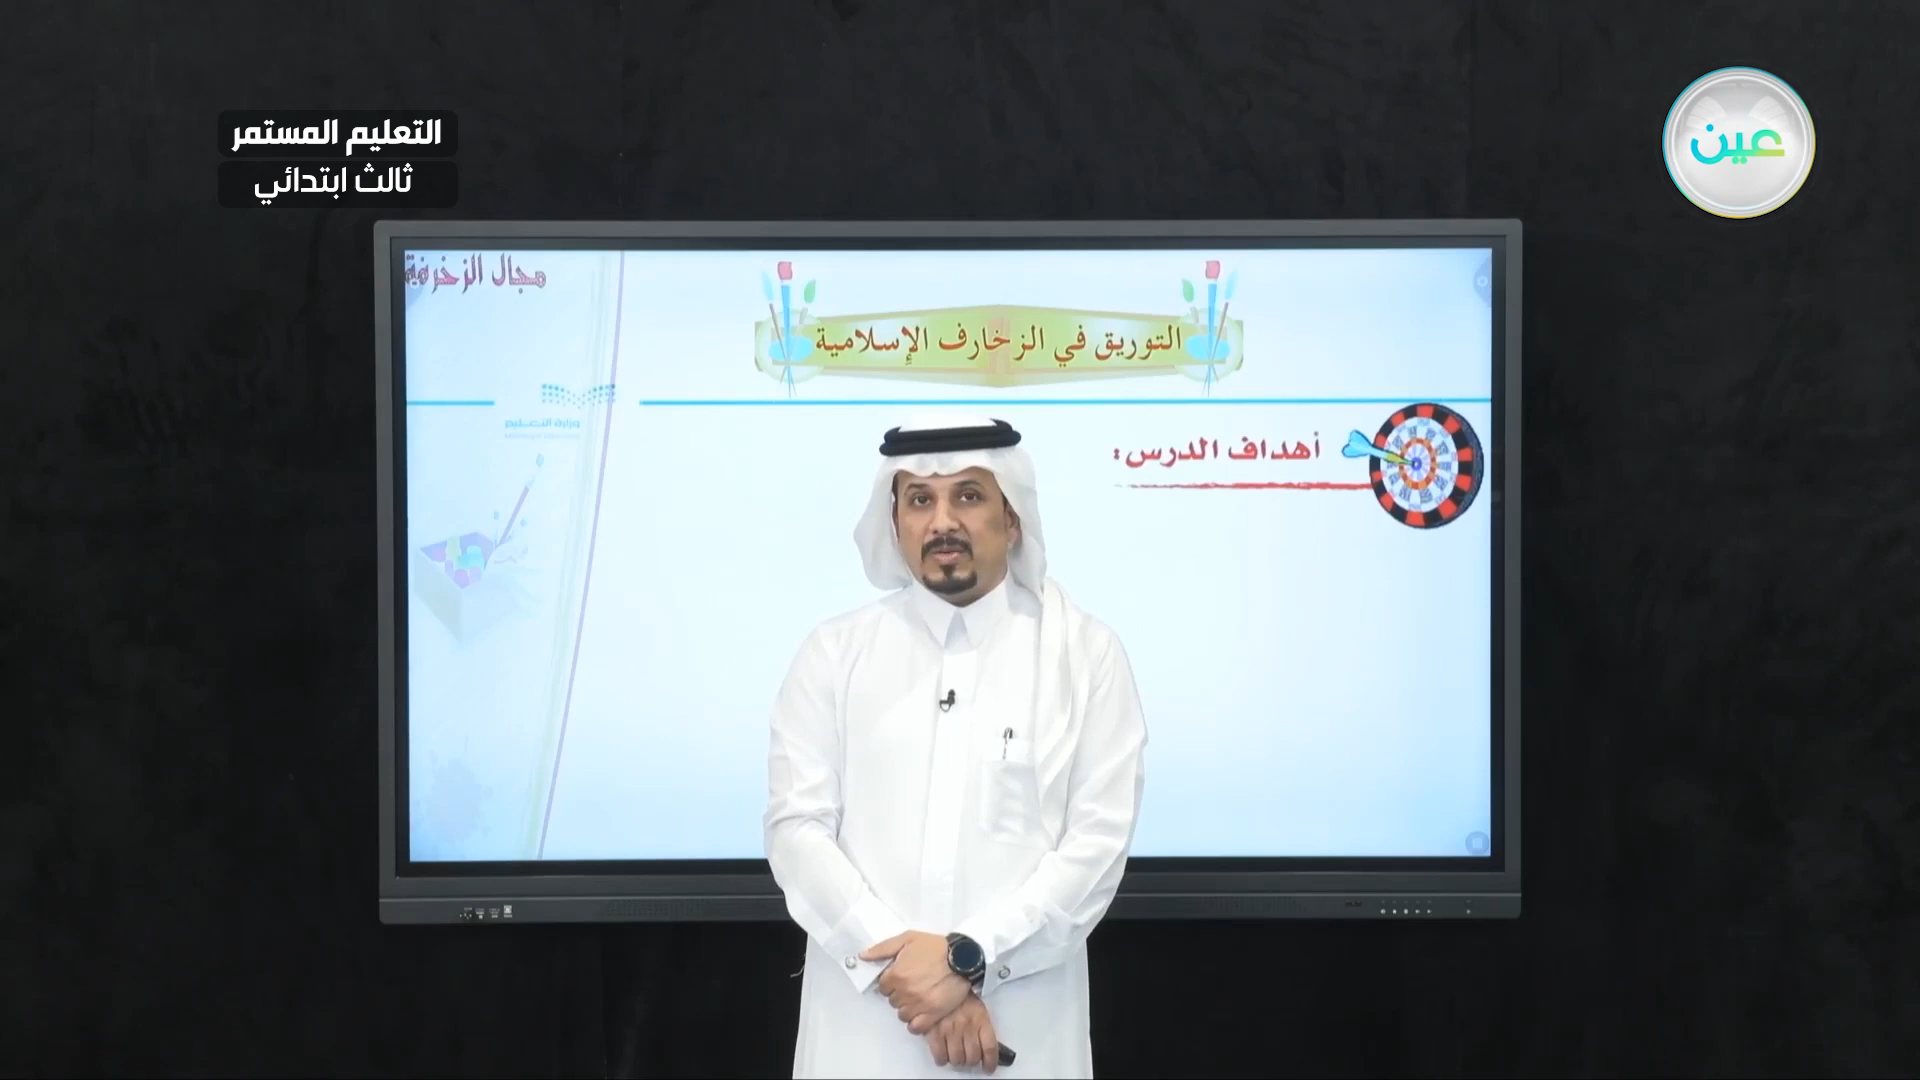 التعليم المستمر
ثالث ابتدائي
عين
مجال الزخرفة
التوريق في الزخارف الإسلامية
وزارة التعليم
أهداف الدرس: